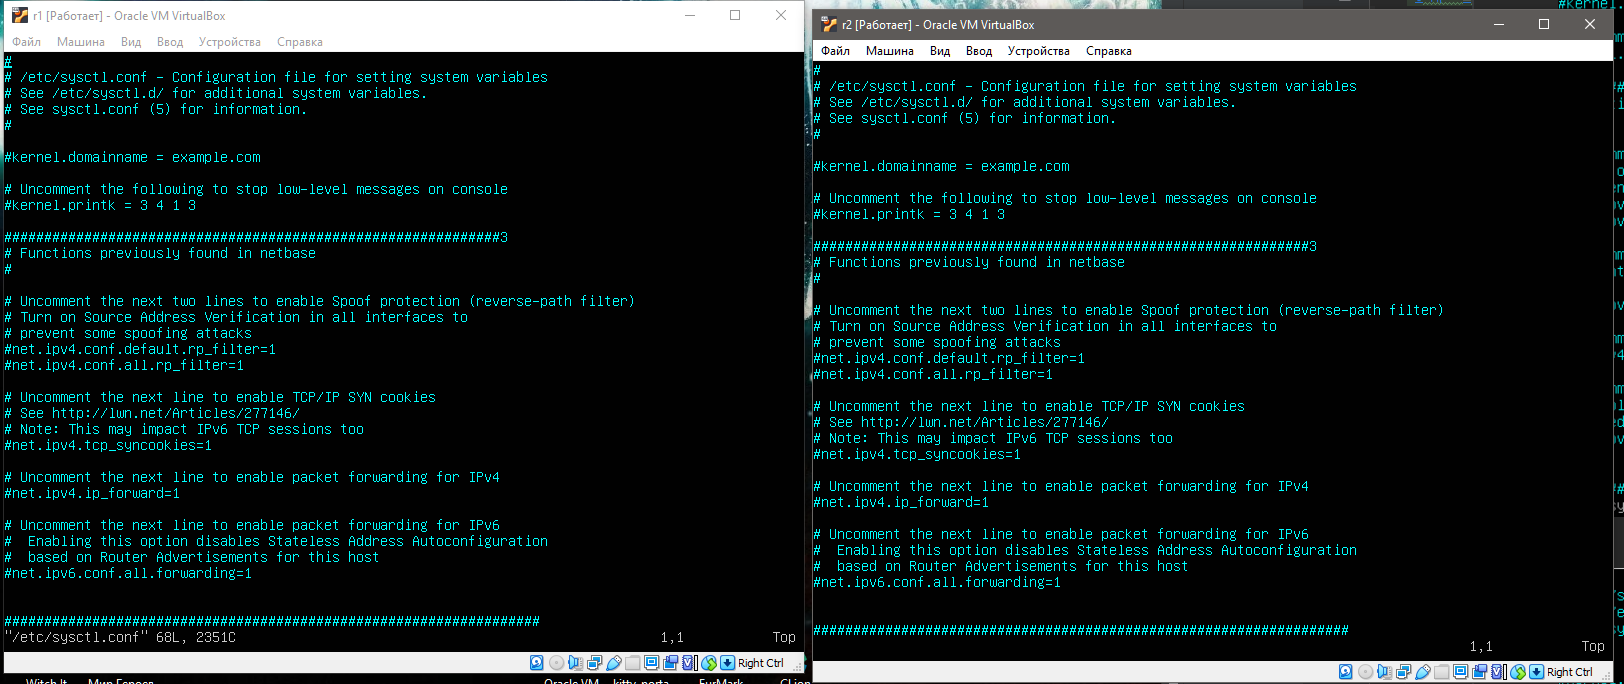 r1 [Работает] - Oracle VM VirtualBox
Файл Машина Вид Ввод Устройства Справка
#
# /etc/sysctl.conf - Configuration file for setting system variables
# See /etc/sysctl.d/ for additional system variables.
# See sysctl.conf (5) for information.
#
#kernel.domainname = example.com
# Uncomment the following to stop low-level messages on console
#kernel.printk = 3 4 1 3
##############################################################3
# Functions previously found in netbase
#
# Uncomment the next two lines to enable Spoof protection (reverse-path filter)
# Turn on Source Address Verification in all interfaces to
# prevent some spoofing attacks
#net.ipv4.conf.default.rp_filter=1
#net.ipv4.conf.all.rp_filter=1
# Uncomment the next line to enable TCP/IP SYN cookies
# See http://lwn.net/Articles/277146/
# Note: This may impact IPv6 TCP sessions too
#net.ipv4.tcp_syncookies=1
# Uncomment the next line to enable packet forwarding for IPv4
#net.ipv4.ip_forward=1
# Uncomment the next line to enable packet forwarding for IPv6
#  Enabling this option disables Stateless Address Autoconfiguration
#  based on Router Advertisements for this host
#net.ipv6.conf.all.forwarding=1
###################################################################
"/etc/sysctl.conf" 68L, 2351C 1,1 Top
Right Ctrl
r2 [Работает] - Oracle VM VirtualBox
Файл Машина Вид Ввод Устройства Справка
#
# /etc/sysctl.conf - Configuration file for setting system variables
# See /etc/sysctl.d/ for additional system variables.
# See sysctl.conf (5) for information.
#
#kernel.domainname = example.com
# Uncomment the following to stop low-level messages on console
#kernel.printk = 3 4 1 3
##############################################################3
# Functions previously found in netbase
#
# Uncomment the next two lines to enable Spoof protection (reverse-path filter)
# Turn on Source Address Verification in all interfaces to
# prevent some spoofing attacks
#net.ipv4.conf.default.rp_filter=1
#net.ipv4.conf.all.rp_filter=1
# Uncomment the next line to enable TCP/IP SYN cookies
# See http://lwn.net/Articles/277146/
# Note: This may impact IPv6 TCP sessions too
#net.ipv4.tcp_syncookies=1
# Uncomment the next line to enable packet forwarding for IPv4
#net.ipv4.ip_forward=1
# Uncomment the next line to enable packet forwarding for IPv6
#  Enabling this option disables Stateless Address Autoconfiguration
#  based on Router Advertisements for this host
#net.ipv6.conf.all.forwarding=1
###################################################################
1,1 Top
Right Ctrl
#kernel.
Oracle VM